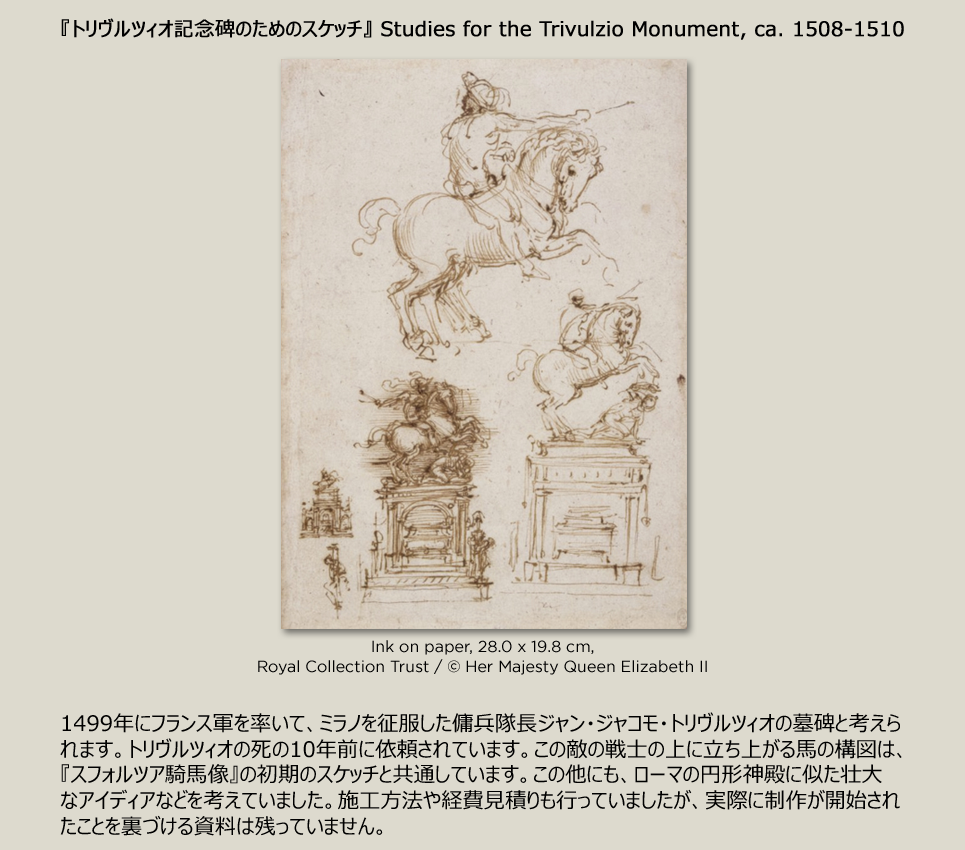 『トリヴルツィオ記念碑のためのスケッチ』 Studies for the Trivulzio Monument, ca. 1508-1510
Ink on paper, 28.0 x 19.8 cm,
Royal Collection Trust / © Her Majesty Queen Elizabeth II
1499年にフランス軍を率いて、ミラノを征服した傭兵隊長ジャン・ジャコモ・トリヴルツィオの墓碑と考えら
れます。トリヴルツィオの死の10年前に依頼されています。この敵の戦士の上に立ち上がる馬の構図は、
『スフォルツア騎馬像』の初期のスケッチと共通しています。この他にも、ローマの円形神殿に似た壮大
なアイディアなどを考えていました。施工方法や経費見積りも行っていましたが、実際に制作が開始され
たことを裏づける資料は残っていません。